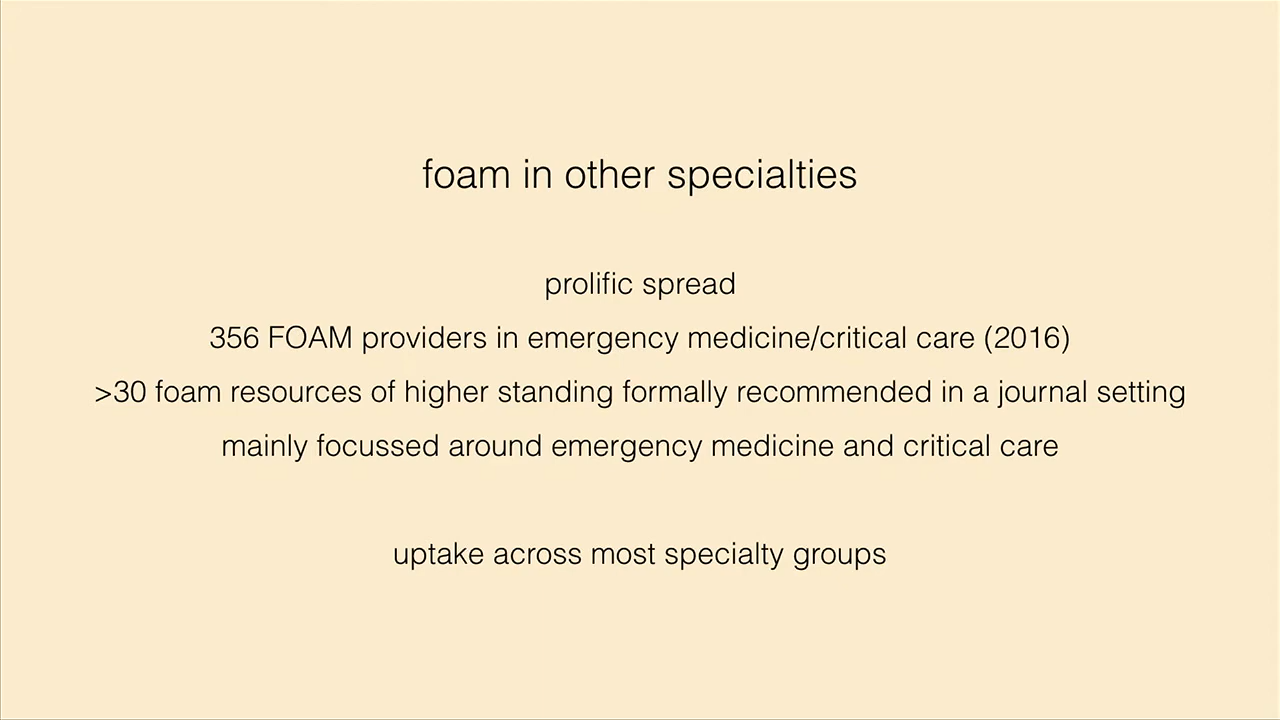 foam in other specialties
prolific spread
356 FOAM providers in emergency medicine/critical care (2016)
>30 foam resources of higher standing formally recommended in a journal setting
mainly focussed around emergency medicine and critical care
uptake across most specialty groups